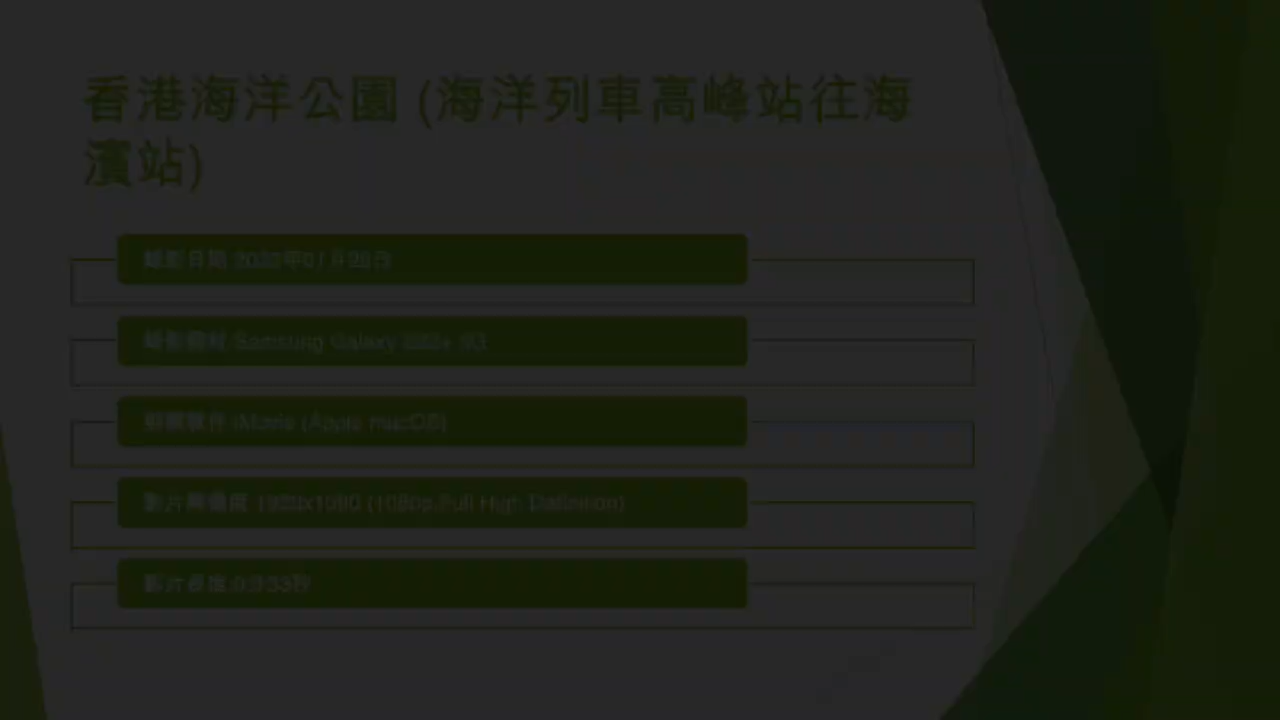 香港海洋公園 (海洋列車高峰站往海
濱站)
錄影日期
錄影器材 Samsung Galaxy
剪輯軟件 iMovie (Apple macOS)
影片解像度 1920x1080 (1080p,Full High Definition)
影片長度